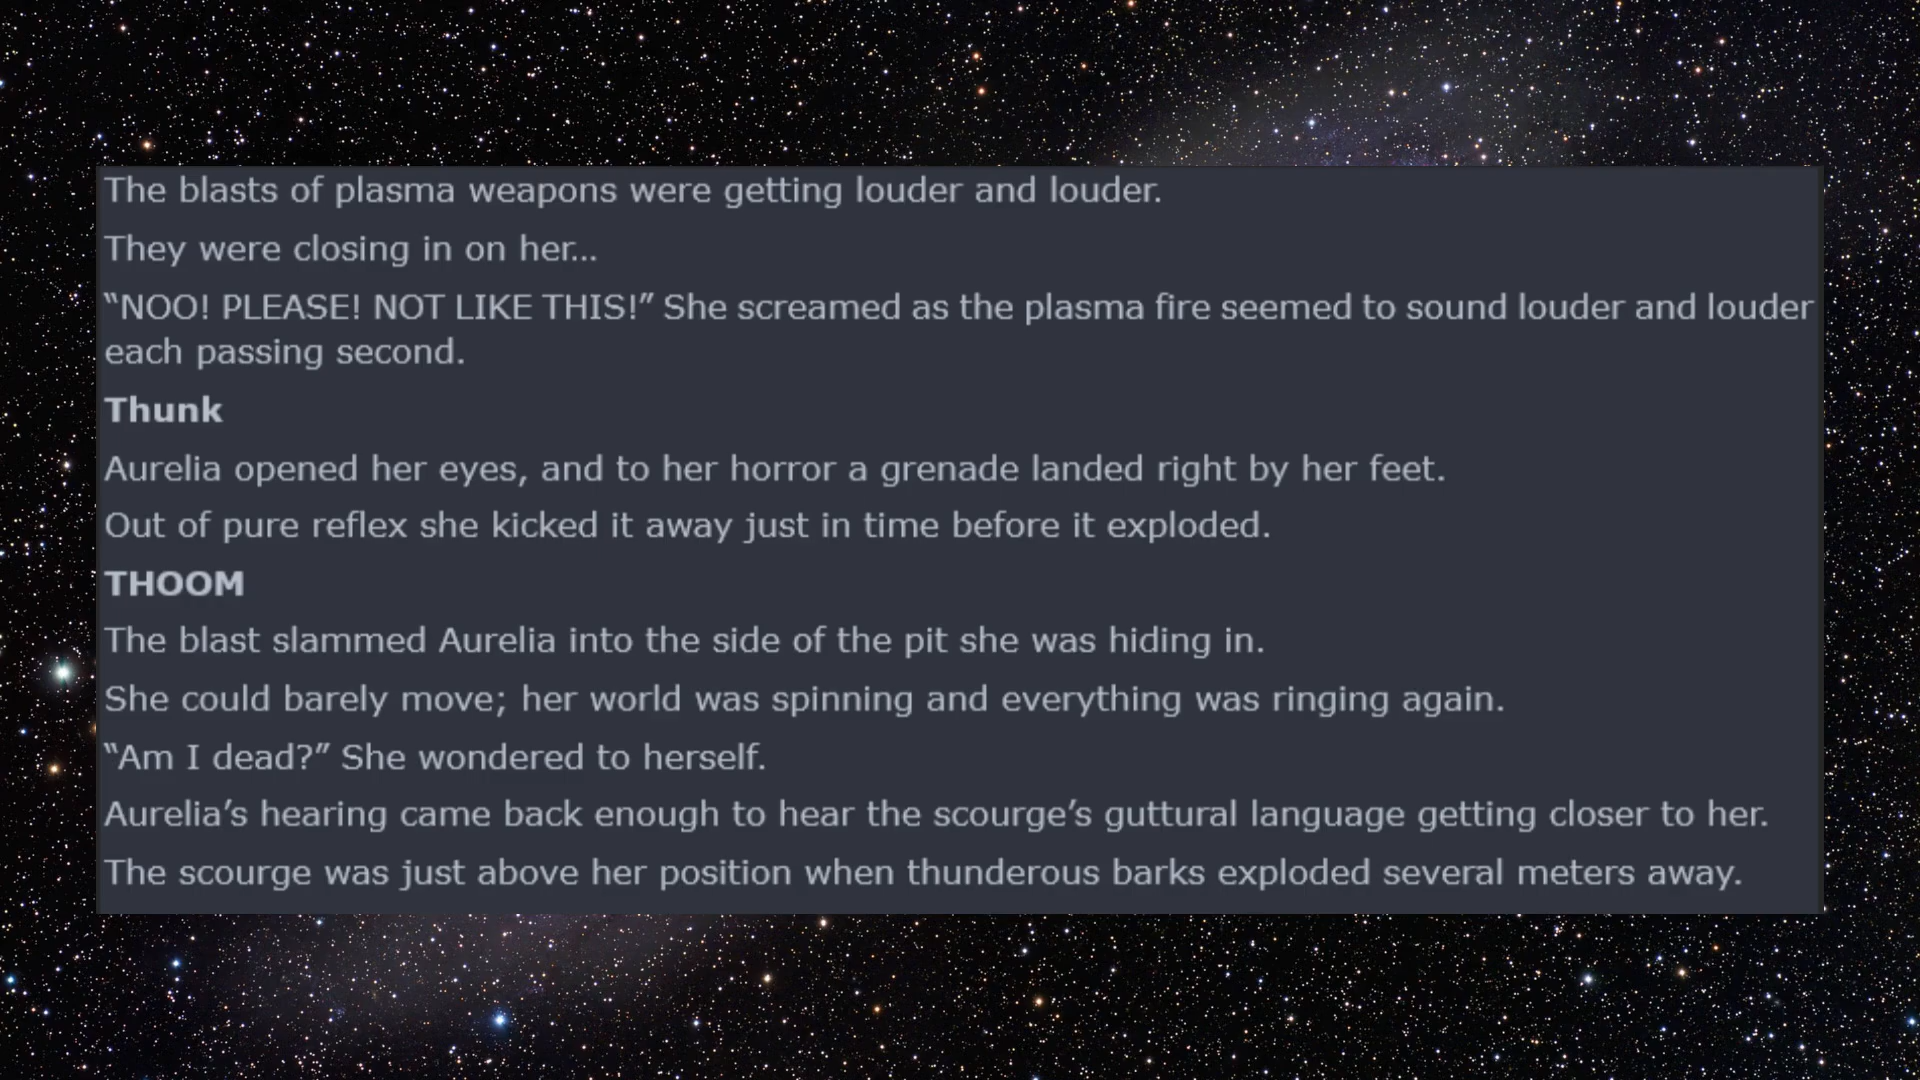 The blasts of plasma weapons were getting louder and louder.
They were closing in on her...
“NOO! PLEASE! NOT LIKE THIS!” She screamed as the plasma fire seemed to sound louder and louder
each passing second.
Thunk
Aurelia opened her eyes, and to her horror a grenade landed right by her feet.
Out of pure reflex she kicked it away just in time before it exploded.
THOOM
The blast slammed Aurelia into the side of the pit she was hiding in.
She could barely move; her world was spinning and everything was ringing again.
“Am I dead?” She wondered to herself.
Aurelia’s hearing came back enough to hear the scourge’s guttural language getting closer to her.
The scourge was just above her position when thunderous barks exploded several meters away.